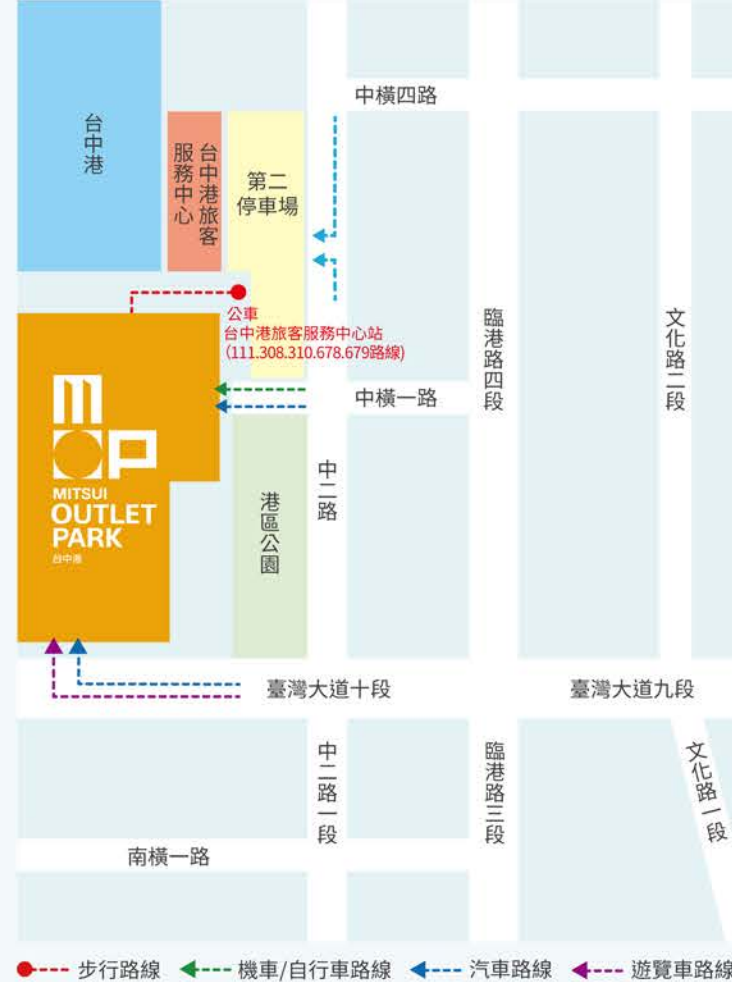 中橫四路
台中港
台中港旅客
服務中心
第二
停車場
公車
台中港旅客服務中心站
(111.308.310.678.679路線)
臨港路四段
文化路二段
中橫一路
MOP
MITSUI
OUTLET
PARK
台中港
中二路
港區公園
臺灣大道十段
臺灣大道九段
中二路一段
臨港路三段
文化路一段
南橫一路
步行路線
機車/自行車路線
汽車路線
遊覽車路線